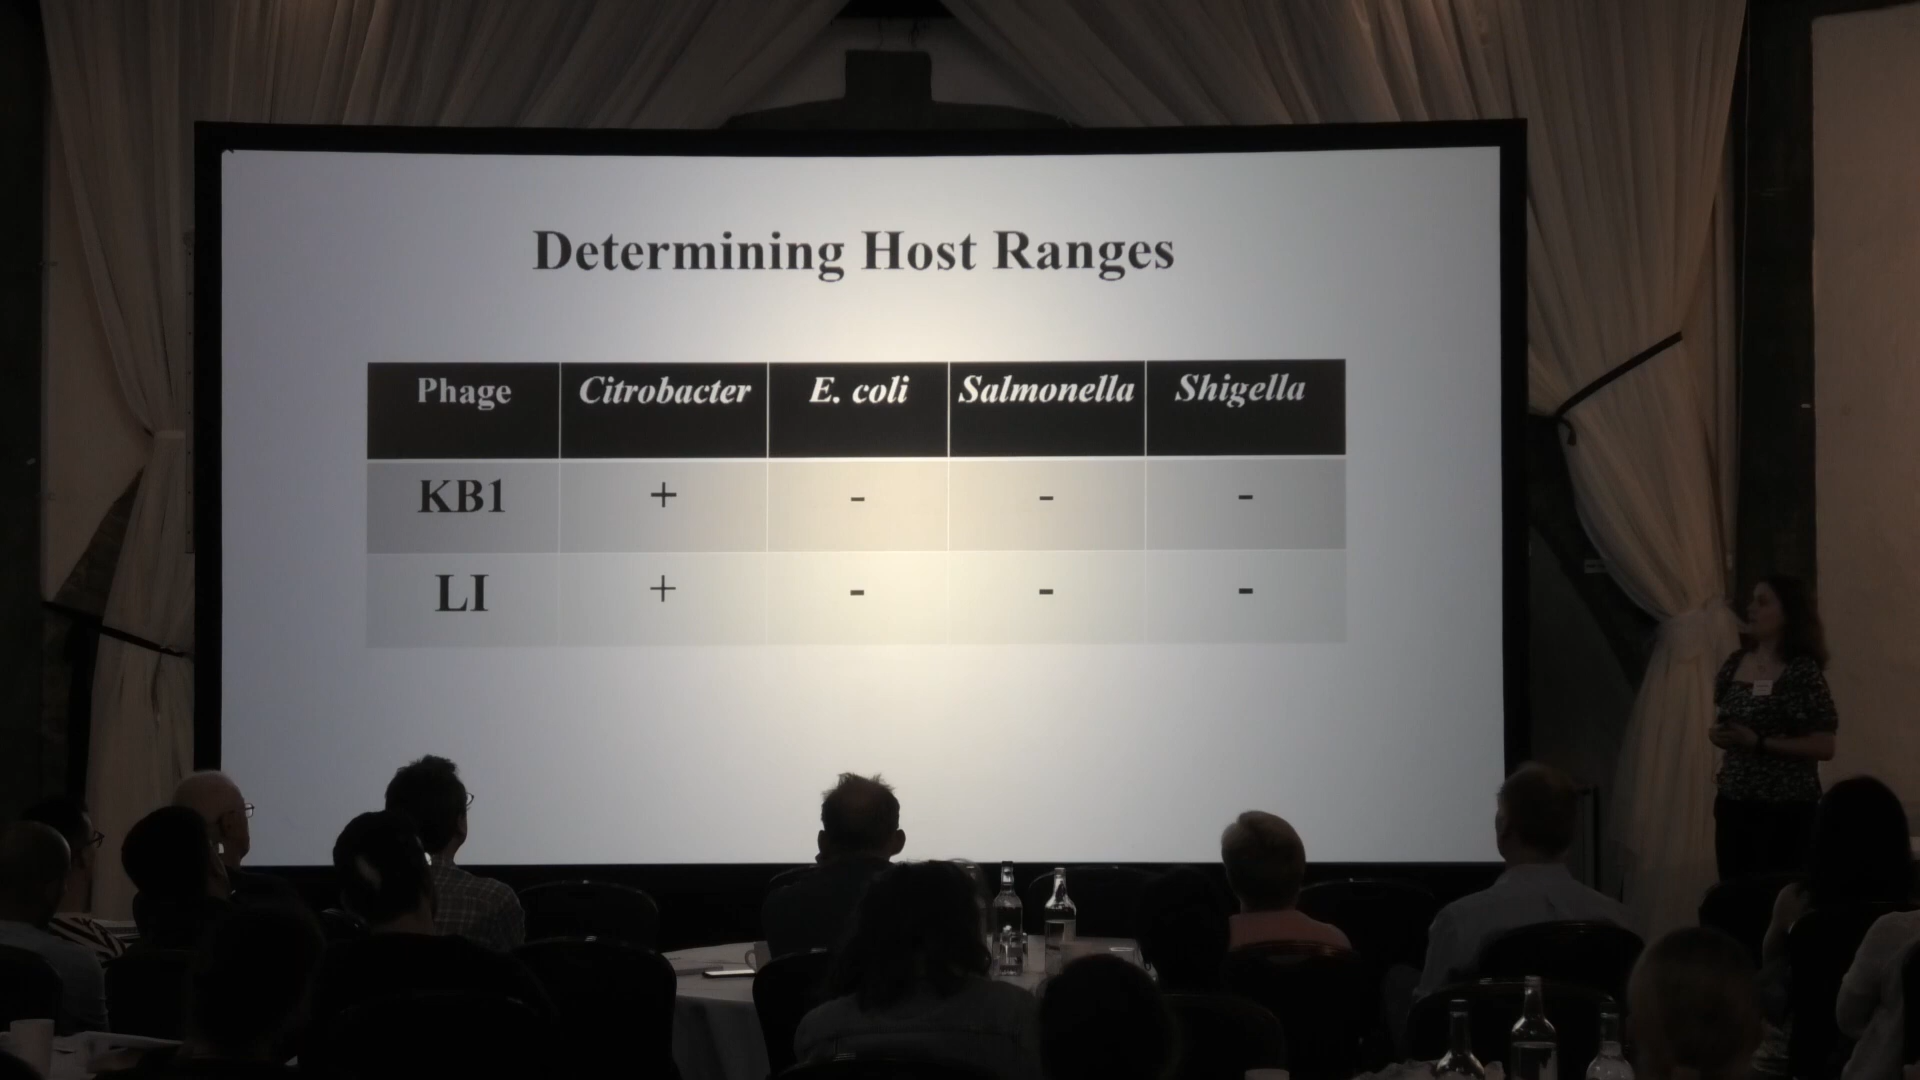 Determining Host Ranges
Phage Citrobacter E. coli Salmonella Shigella
KB1 + - - -
LI + - - -